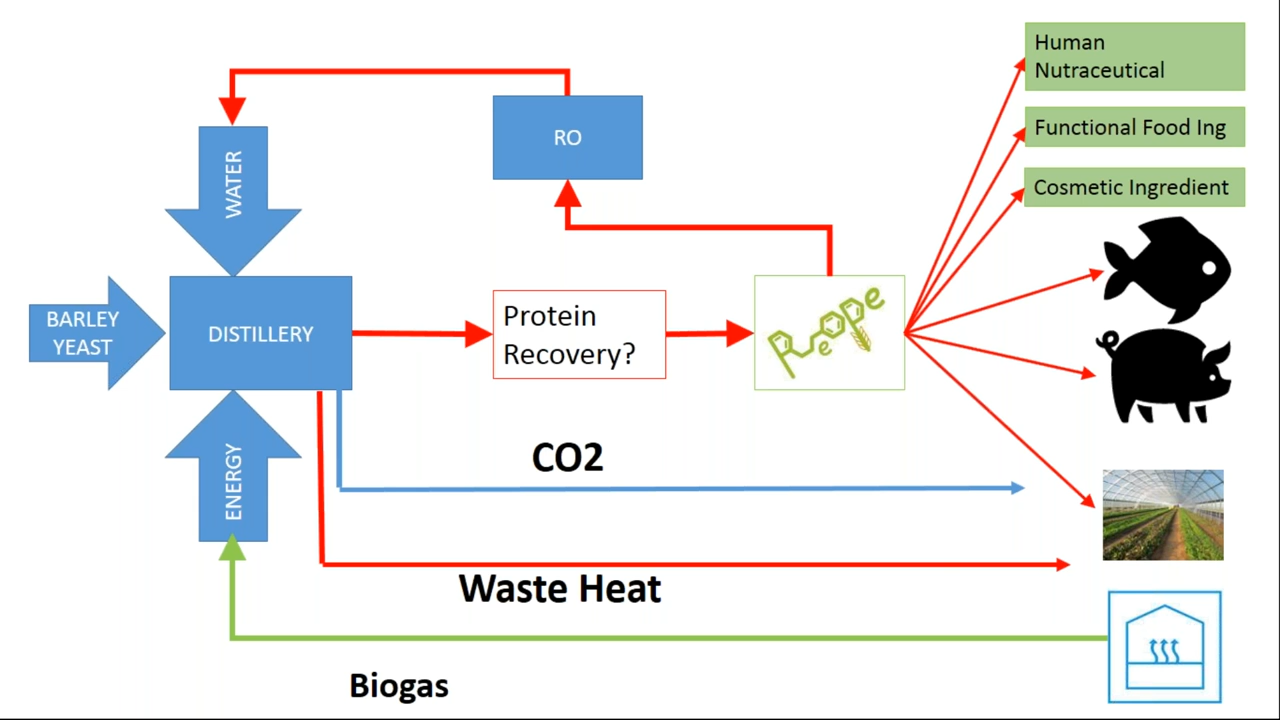 Human
Nutraceutical
Functional Food Ing
Cosmetic Ingredient
RO
WATER
BARLEY
YEAST
DISTILLERY
Protein
Recovery?
ReeoPe
ENERGY
CO2
Waste Heat
Biogas